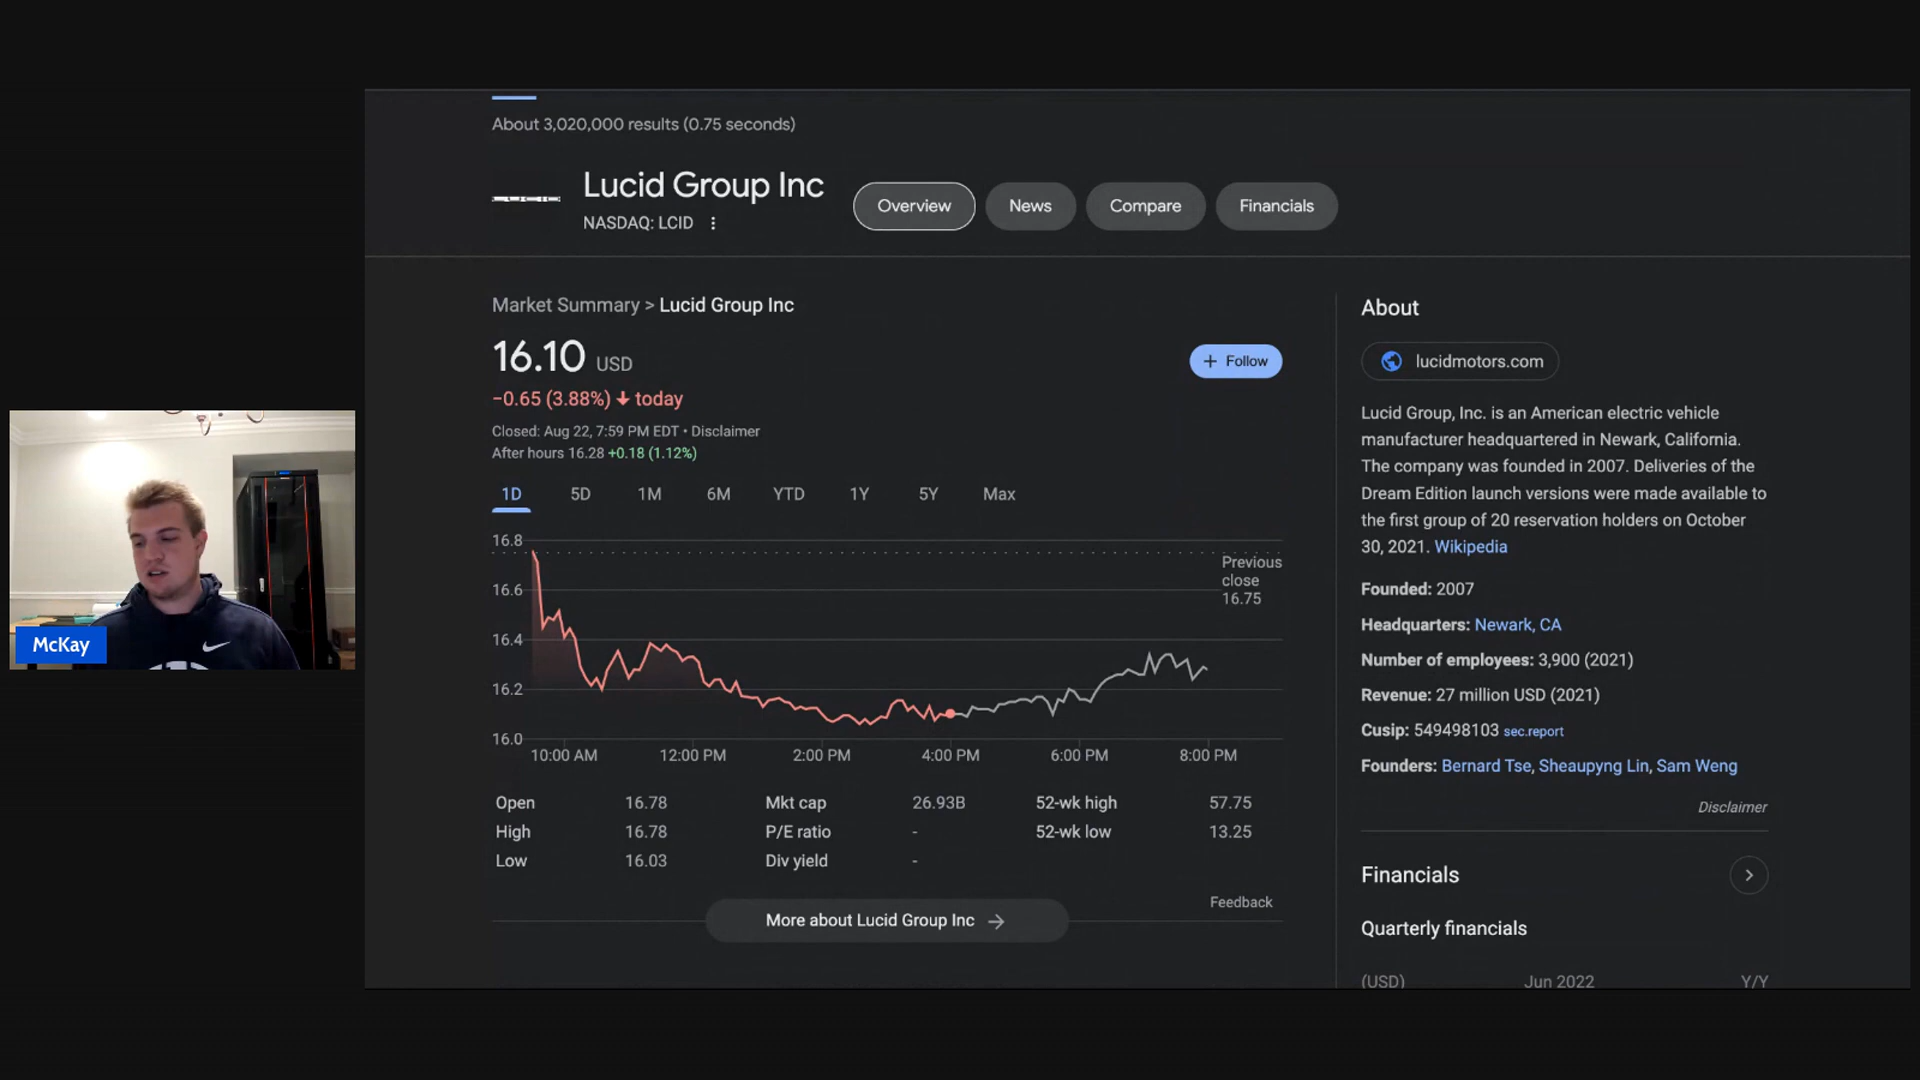 About 3,020,000 results (0.75 seconds)
LUCID
Lucid Group Inc
NASDAQ: LCID
Overview
News
Compare
Financials
Market Summary > Lucid Group Inc
16.10 USD
+ Follow
−0.65 (3.88%) today
Closed: Aug 22, 7:59 PM EDT • Disclaimer
After hours 16.28 +0.18 (1.12%)
1D 5D 1M 6M YTD 1Y 5Y Max
16.8
16.6
16.4
16.2
16.0
Previous
close
16.75
10:00 AM 12:00 PM 2:00 PM 4:00 PM 6:00 PM 8:00 PM
Open 16.78 Mkt cap 26.93B 52-wk high 57.75
High 16.78 P/E ratio - 52-wk low 13.25
Low 16.03 Div yield -
Feedback
More about Lucid Group Inc
About
lucidmotors.com
Lucid Group, Inc. is an American electric vehicle
manufacturer headquartered in Newark, California.
The company was founded in 2007. Deliveries of the
Dream Edition launch versions were made available to
the first group of 20 reservation holders on October
30, 2021. Wikipedia
Founded: 2007
Headquarters: Newark, CA
Number of employees: 3,900 (2021)
Revenue: 27 million USD (2021)
Cusip: 549498103 sec.report
Founders: Bernard Tse, Sheaupyng Lin, Sam Weng
Disclaimer
Financials
Quarterly financials
(USD) Jun 2022 Y/Y
McKay